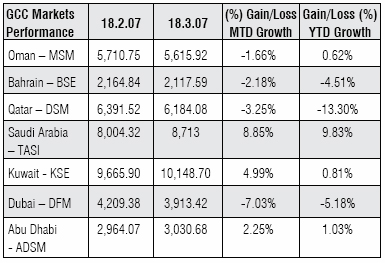 GCC Markets Performance 18.2.07 18.3.07 (%) Gain/Loss MTD Growth Gain/Loss (%) YTD Growth
Oman – MSM 5,710.75 5,615.92 -1.66% 0.62%
Bahrain – BSE 2,164.84 2,117.59 -2.18% -4.51%
Qatar – DSM 6,391.52 6,184.08 -3.25% -13.30%
Saudi Arabia – TASI 8,004.32 8,713 8.85% 9.83%
Kuwait - KSE 9,665.90 10,148.70 4.99% 0.81%
Dubai – DFM 4,209.38 3,913.42 -7.03% -5.18%
Abu Dhabi - ADSM 2,964.07 3,030.68 2.25% 1.03%